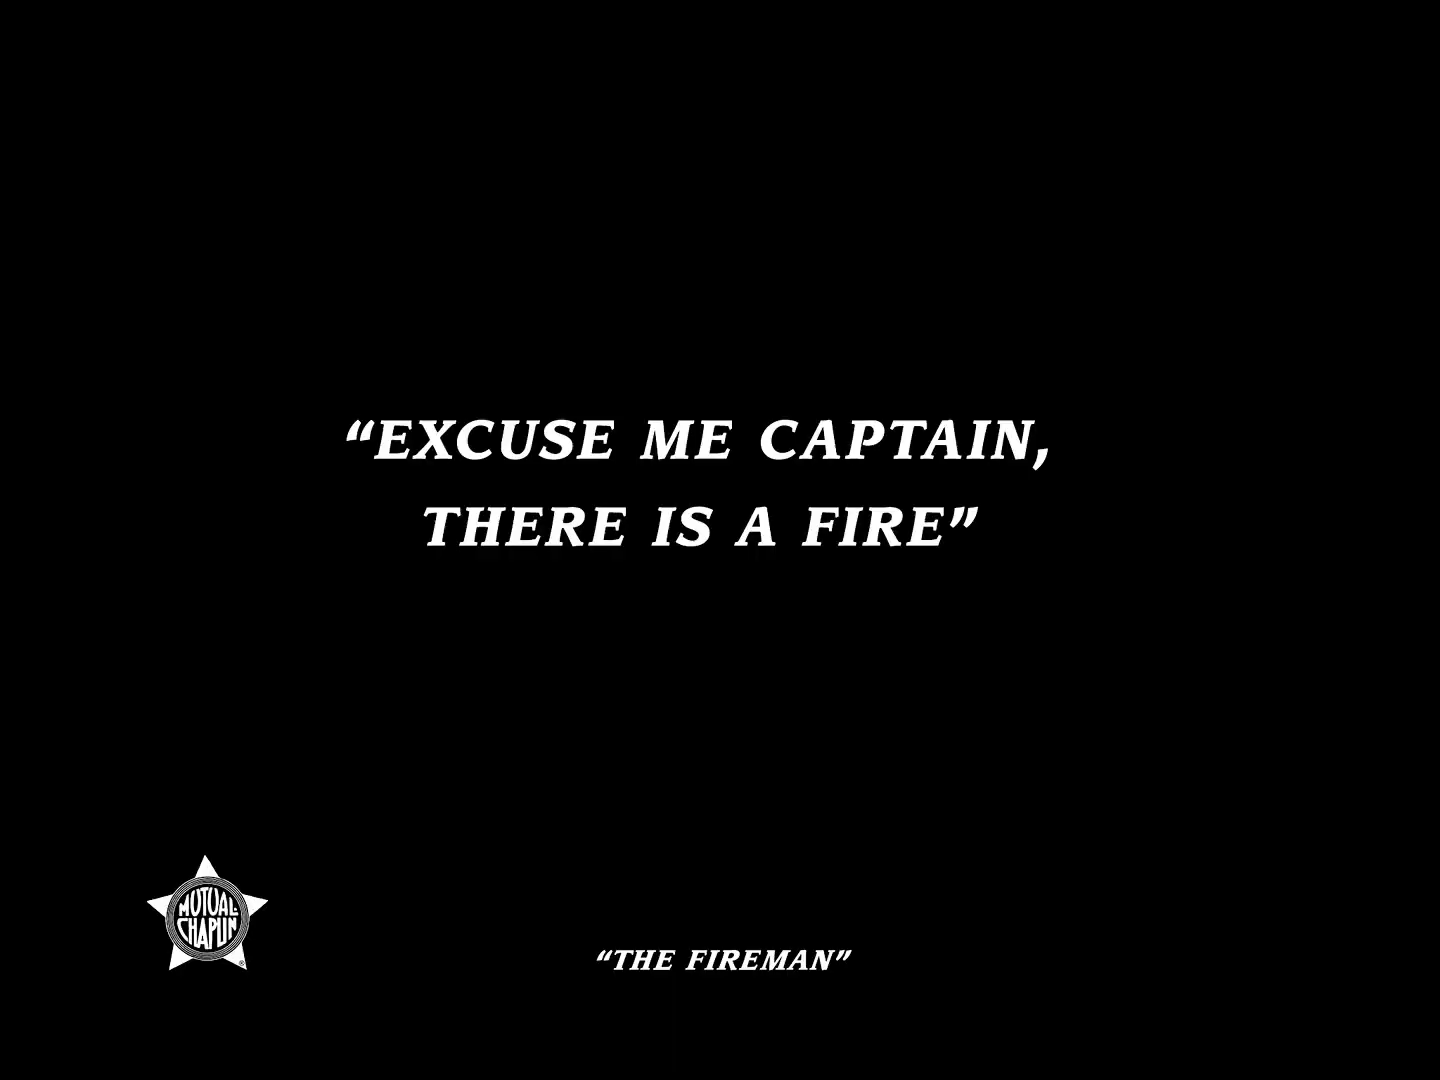 “EXCUSE ME CAPTAIN,
THERE IS A FIRE”
MUTUAL-
CHAPLIN
“THE FIREMAN”